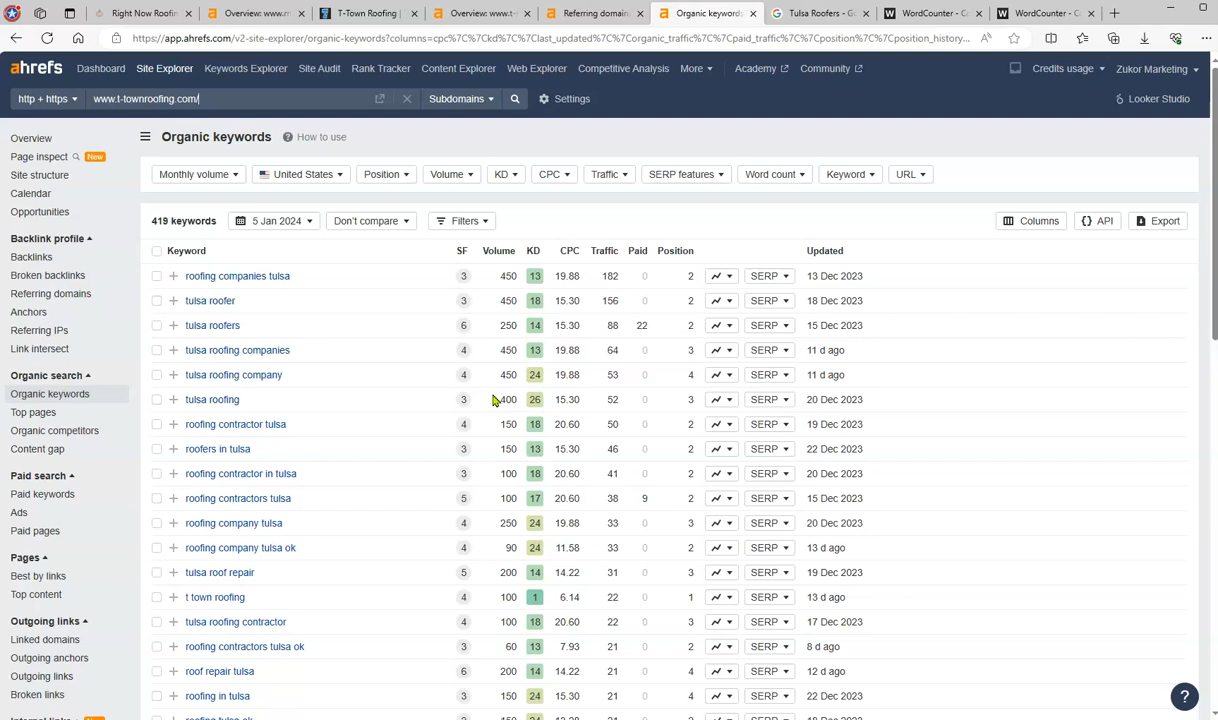 Right Now Roofing
Overview: www.m
T-Town Roofing |
Overview: www.t-
Referring domains
Organic keywords
Tulsa Roofers - G
WordCounter - C
WordCounter - C
https://app.ahrefs.com/v2-site-explorer/organic-keywords?columns=cpc%7C%7Ckd%7C%7Clast_updated%7C%7Corganic_traffic%7C%7Cpaid_traffic%7C%7Cposition%7C%7Cposition_history...
ahrefs Dashboard Site Explorer Keywords Explorer Site Audit Rank Tracker Content Explorer Web Explorer Competitive Analysis More Academy Community Credits usage Zukor Marketing
http + https www.t-townroofing.com/ Subdomains Settings Looker Studio
Overview
Page inspect New
Site structure
Calendar
Opportunities
Backlink profile
Backlinks
Broken backlinks
Referring domains
Anchors
Referring IPs
Link intersect
Organic search
Organic keywords
Top pages
Organic competitors
Content gap
Paid search
Paid keywords
Ads
Paid pages
Pages
Best by links
Top content
Outgoing links
Linked domains
Outgoing anchors
Outgoing links
Broken links
Organic keywords ? How to use
Monthly volume United States Position Volume KD CPC Traffic SERP features Word count Keyword URL
419 keywords 5 Jan 2024 Don't compare Filters Columns {} API Export
Keyword SF Volume KD CPC Traffic Paid Position Updated
roofing companies tulsa 3 450 13 19.88 182 0 2 SERP 13 Dec 2023
tulsa roofer 3 450 18 15.30 156 0 2 SERP 18 Dec 2023
tulsa roofers 6 250 14 15.30 88 22 2 SERP 15 Dec 2023
tulsa roofing companies 4 450 13 19.88 64 0 3 SERP 11 d ago
tulsa roofing company 4 450 24 19.88 53 0 4 SERP 11 d ago
tulsa roofing 3 400 26 15.30 52 0 3 SERP 20 Dec 2023
roofing contractor tulsa 4 150 18 20.60 50 0 2 SERP 19 Dec 2023
roofers in tulsa 3 150 13 15.30 46 0 2 SERP 22 Dec 2023
roofing contractor in tulsa 3 100 18 20.60 41 0 2 SERP 20 Dec 2023
roofing contractors tulsa 5 100 17 20.60 38 9 2 SERP 15 Dec 2023
roofing company tulsa 4 250 24 19.88 33 0 3 SERP 20 Dec 2023
roofing company tulsa ok 4 90 24 11.58 33 0 2 SERP 13 d ago
tulsa roof repair 5 200 14 14.22 31 0 3 SERP 19 Dec 2023
t town roofing 4 100 1 6.14 22 0 1 SERP 13 d ago
tulsa roofing contractor 4 100 18 20.60 22 0 3 SERP 17 Dec 2023
roofing contractors tulsa ok 3 60 13 7.93 21 0 2 SERP 8 d ago
roof repair tulsa 6 200 14 14.22 21 0 4 SERP 12 d ago
roofing in tulsa 3 150 24 15.30 21 0 4 SERP 22 Dec 2023
?